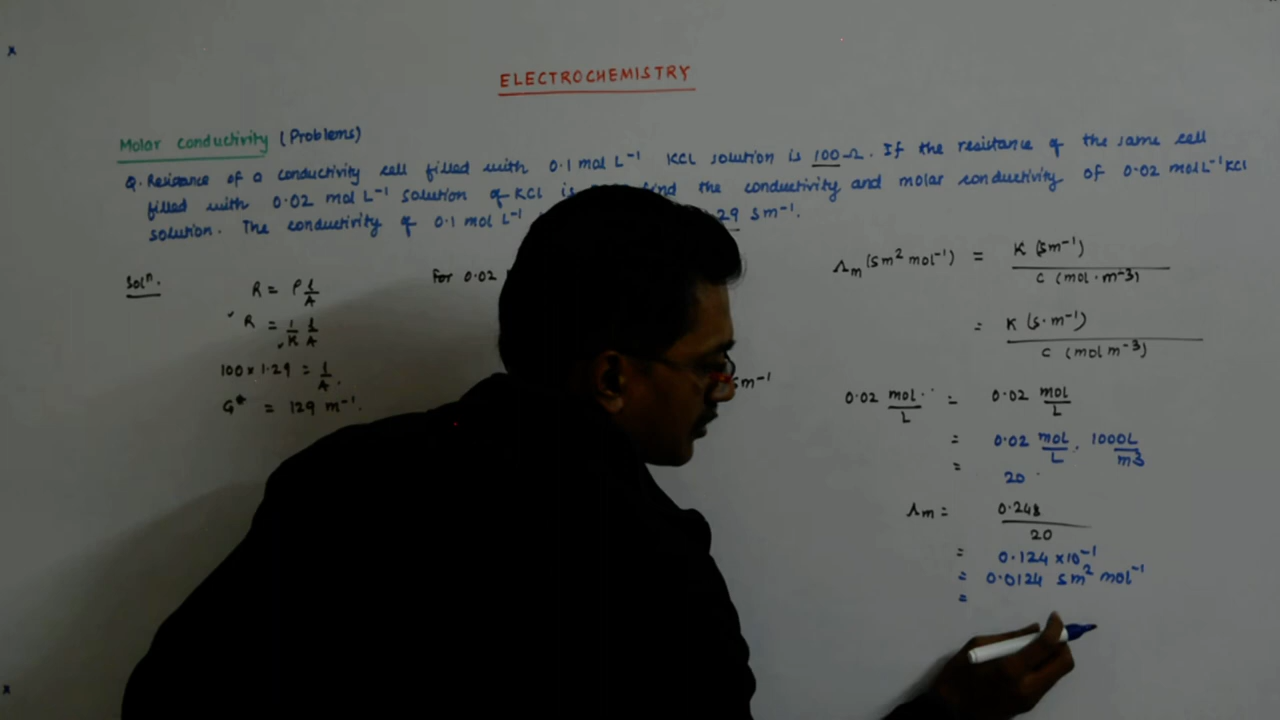 ELECTROCHEMISTRY
Molar conductivity (Problems)
Q. Resisance of a conductivity cell filled with 0.1 mol L⁻¹ KCl solution is 100Ω. If the resistance of the same cell
filled with 0.02 mol L⁻¹ solution of KCl is find the conductivity and molar conductivity of 0.02 mol L⁻¹ KCl
solution. The conductivity of 0.1 mol L⁻¹ 29 Sm⁻¹.
Solⁿ.
R = ρ l/A
R = 1/K l/A
100 × 1.29 = l/A.
G* = 129 m⁻¹.
For 0.02
Sm⁻¹
Λm (Sm² mol⁻¹) = K (Sm⁻¹) / C (mol·m⁻³)
= K (S·m⁻¹) / C (mol m⁻³)
0.02 mol/L = 0.02 mol/L
= 0.02 mol/L . 1000L/m³
= 20
Λm = 0.248/20
= 0.124 × 10⁻¹
= 0.0124 Sm² mol⁻¹
=